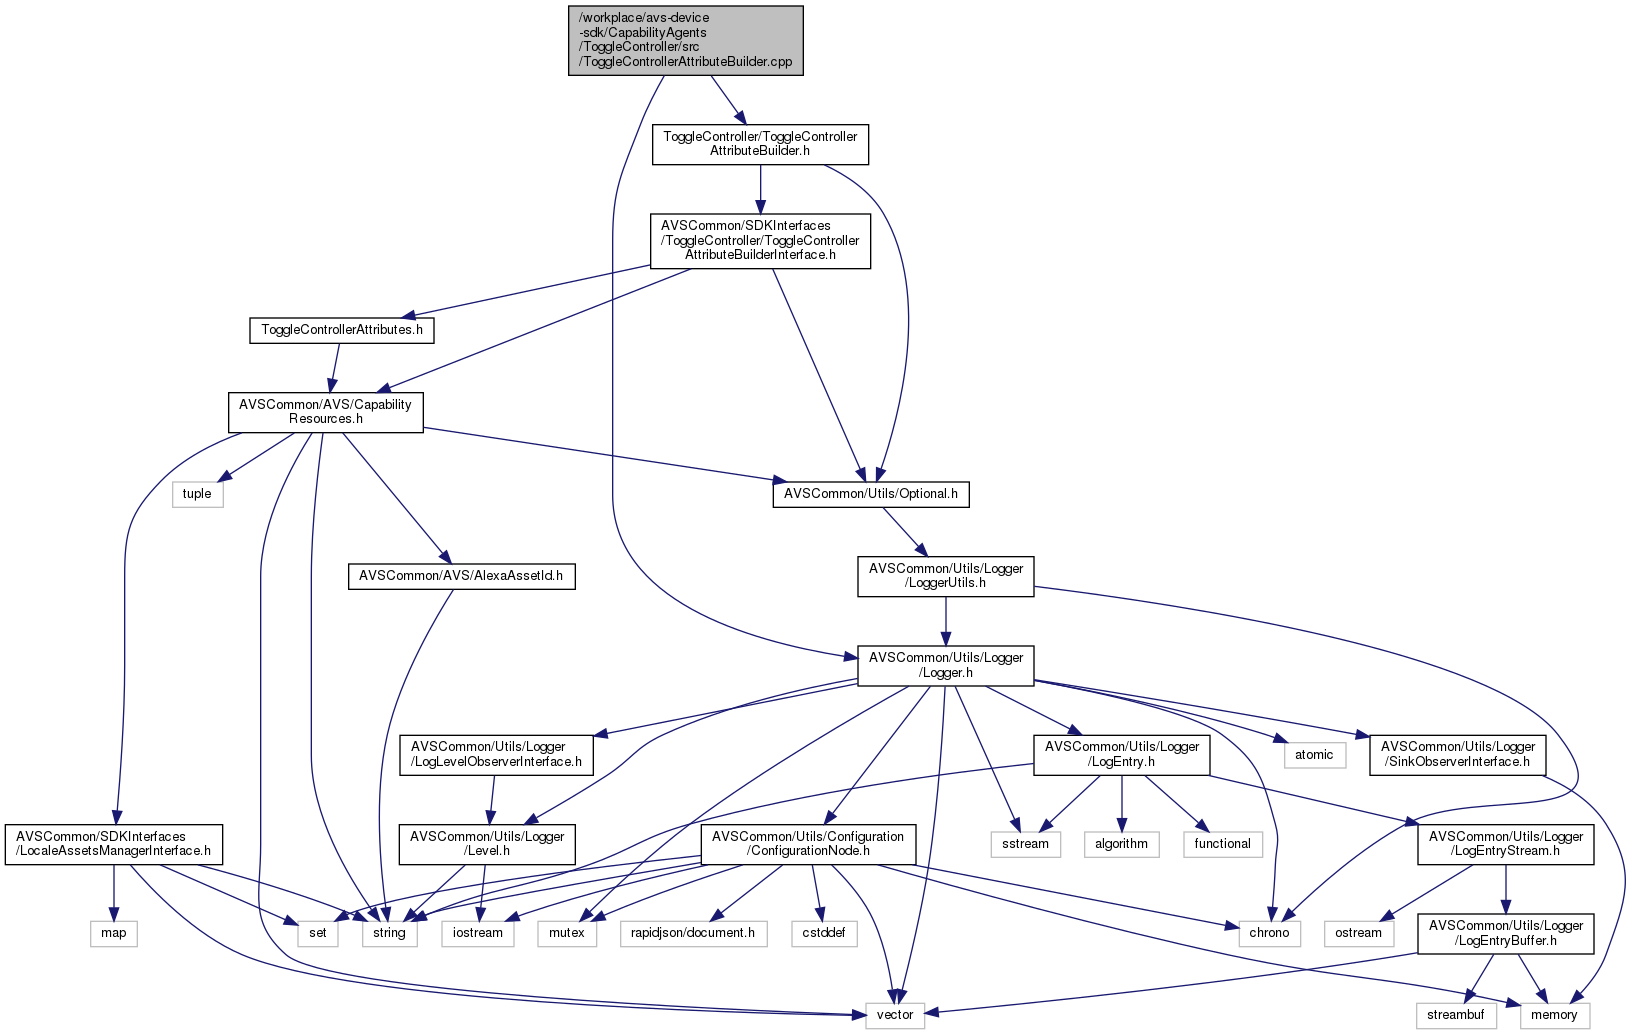 /workplace/avs-device
-sdk/CapabilityAgents
/ToggleController/src
/ToggleControllerAttributeBuilder.cpp
ToggleController/ToggleController
AttributeBuilder.h
AVSCommon/SDKInterfaces
/ToggleController/ToggleController
AttributeBuilderInterface.h
ToggleControllerAttributes.h
AVSCommon/AVS/Capability
Resources.h
tuple
AVSCommon/Utils/Optional.h
AVSCommon/AVS/AlexaAssetId.h
AVSCommon/Utils/Logger
/LoggerUtils.h
AVSCommon/Utils/Logger
/Logger.h
AVSCommon/Utils/Logger
/LogLevelObserverInterface.h
AVSCommon/Utils/Logger
/LogEntry.h
atomic
AVSCommon/Utils/Logger
/SinkObserverInterface.h
AVSCommon/SDKInterfaces
/LocaleAssetsManagerInterface.h
AVSCommon/Utils/Logger
/Level.h
AVSCommon/Utils/Configuration
/ConfigurationNode.h
sstream
algorithm
functional
AVSCommon/Utils/Logger
/LogEntryStream.h
map
set
string
iostream
mutex
rapidjson/document.h
cstddef
chrono
ostream
AVSCommon/Utils/Logger
/LogEntryBuffer.h
vector
streambuf
memory